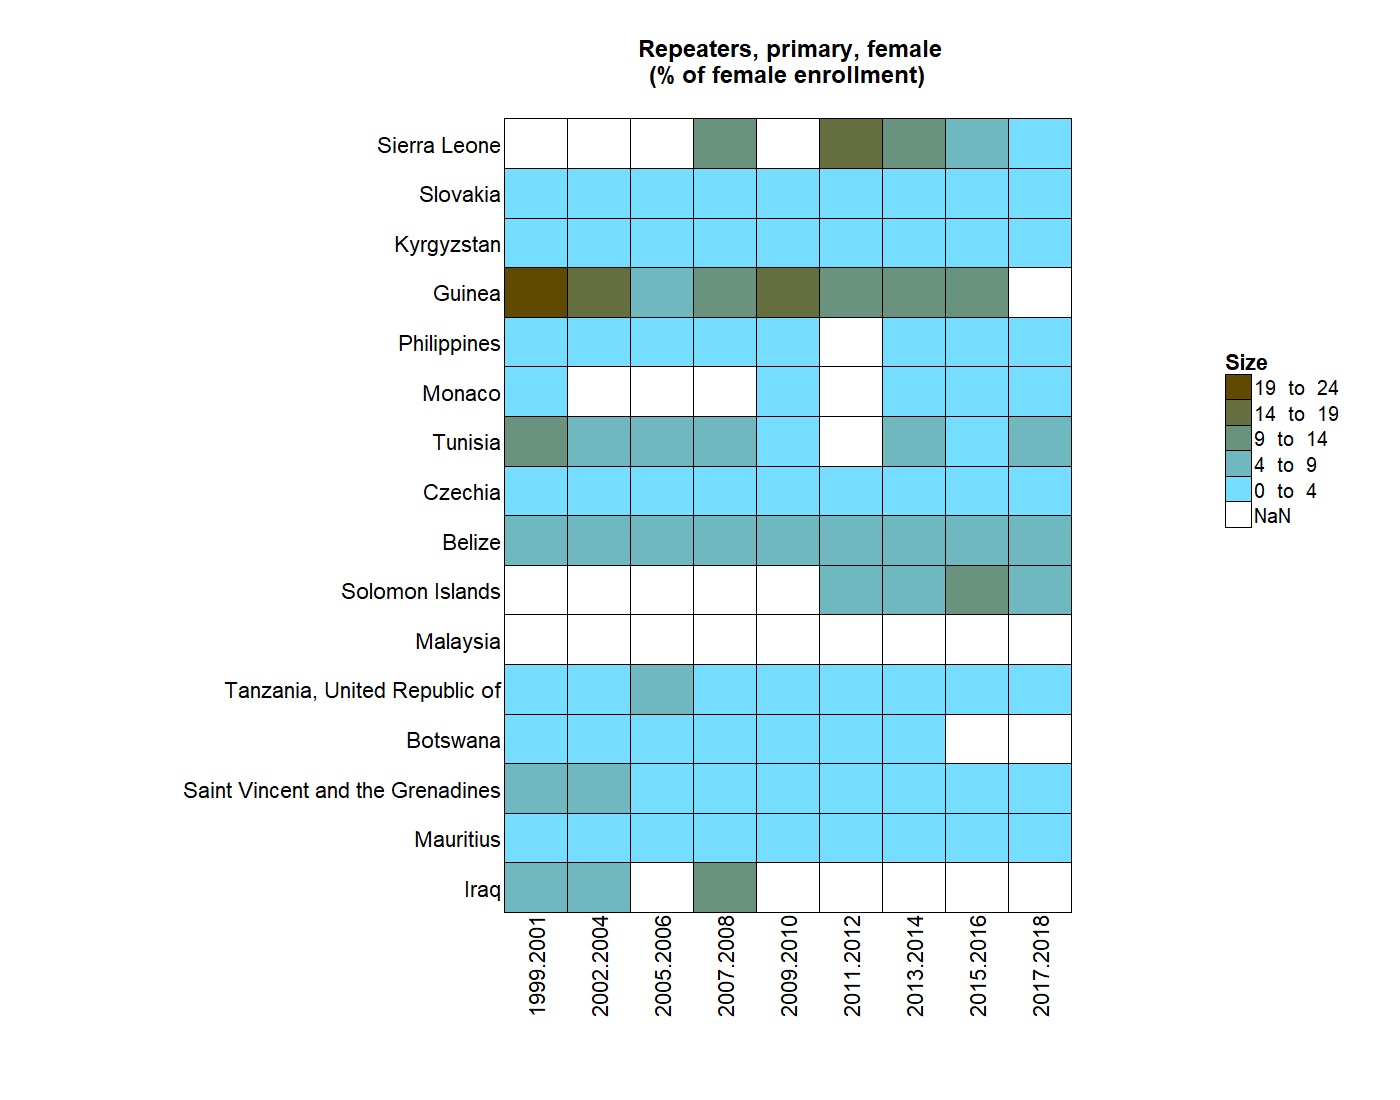 Repeaters, primary, female
(% of female enrollment)
Sierra Leone
Slovakia
Kyrgyzstan
Guinea
Philippines
Monaco
Tunisia
Czechia
Belize
Solomon Islands
Malaysia
Tanzania, United Republic of
Botswana
Saint Vincent and the Grenadines
Mauritius
Iraq
1999.2001
2002.2004
2005.2006
2007.2008
2009.2010
2011.2012
2013.2014
2015.2016
2017.2018
Size
19 to 24
14 to 19
9 to 14
4 to 9
0 to 4
NaN